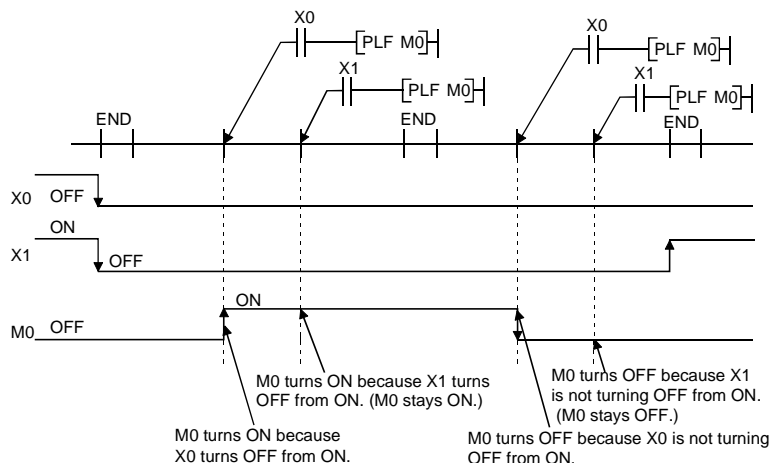 X0
PLF M0
X1
PLF M0
X0
PLF M0
X1
PLF M0
END
END
END
X0 OFF
ON
X1
OFF
ON
M0 OFF
M0 turns ON because X1 turns
OFF from ON. (M0 stays ON.)
M0 turns OFF because X1
is not turning OFF from ON.
(M0 stays OFF.)
M0 turns ON because
X0 turns OFF from ON.
M0 turns OFF because X0 is not turning
OFF from ON.